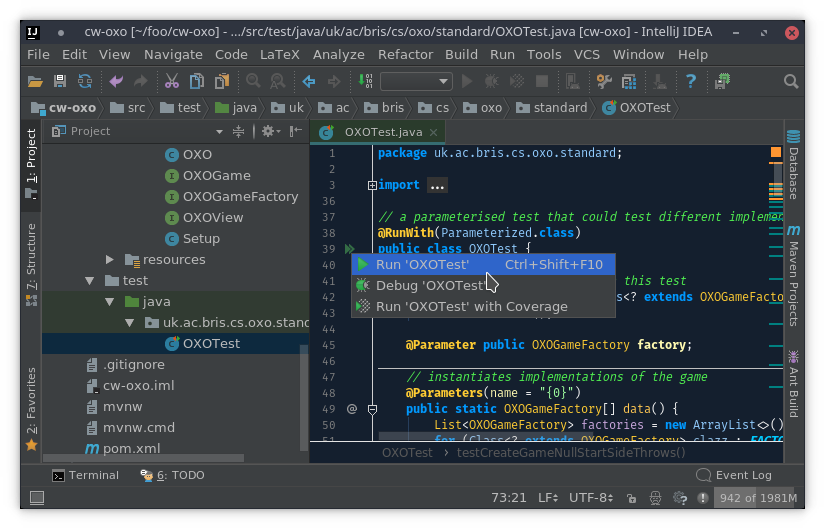 IJ cw-oxo [~/foo/cw-oxo] - .../src/test/java/uk/ac/bris/cs/oxo/standard/OXOTest.java [cw-oxo] - IntelliJ IDEA
File Edit View Navigate Code LaTeX Analyze Refactor Build Run Tools VCS Window Help
cw-oxo src test java uk ac bris cs oxo standard OXOTest
1: Project
7: Structure
2: Favorites
Project
OXO
OXOGame
OXOGameFactory
OXOView
Setup
resources
test
java
uk.ac.bris.cs.oxo.stand
OXOTest
.gitignore
cw-oxo.iml
mvnw
mvnw.cmd
pom.xml
OXOTest.java
1 package uk.ac.bris.cs.oxo.standard;
2
3 import ...
36
37 // a parameterised test that could test different implemen
38 @RunWith(Parameterized.class)
39 public class OXOTest {
40
41 this test
42 s<? extends OXOGameFacto
Run 'OXOTest' Ctrl+Shift+F10
Debug 'OXOTest'
Run 'OXOTest' with Coverage
45 @Parameter public OXOGameFactory factory;
46
47 // instantiates implementations of the game
48 @Parameters(name = "{0}")
49 @ public static OXOGameFactory[] data() {
50 List<OXOGameFactory> factories = new ArrayList<>()
51 for (Class<? extends OXOGameFactory> clazz : FACTO
OXOTest › testCreateGameNullStartSideThrows()
Database
Maven Projects
Ant Build
Terminal 6: TODO Event Log
73:21 LF UTF-8 942 of 1981M